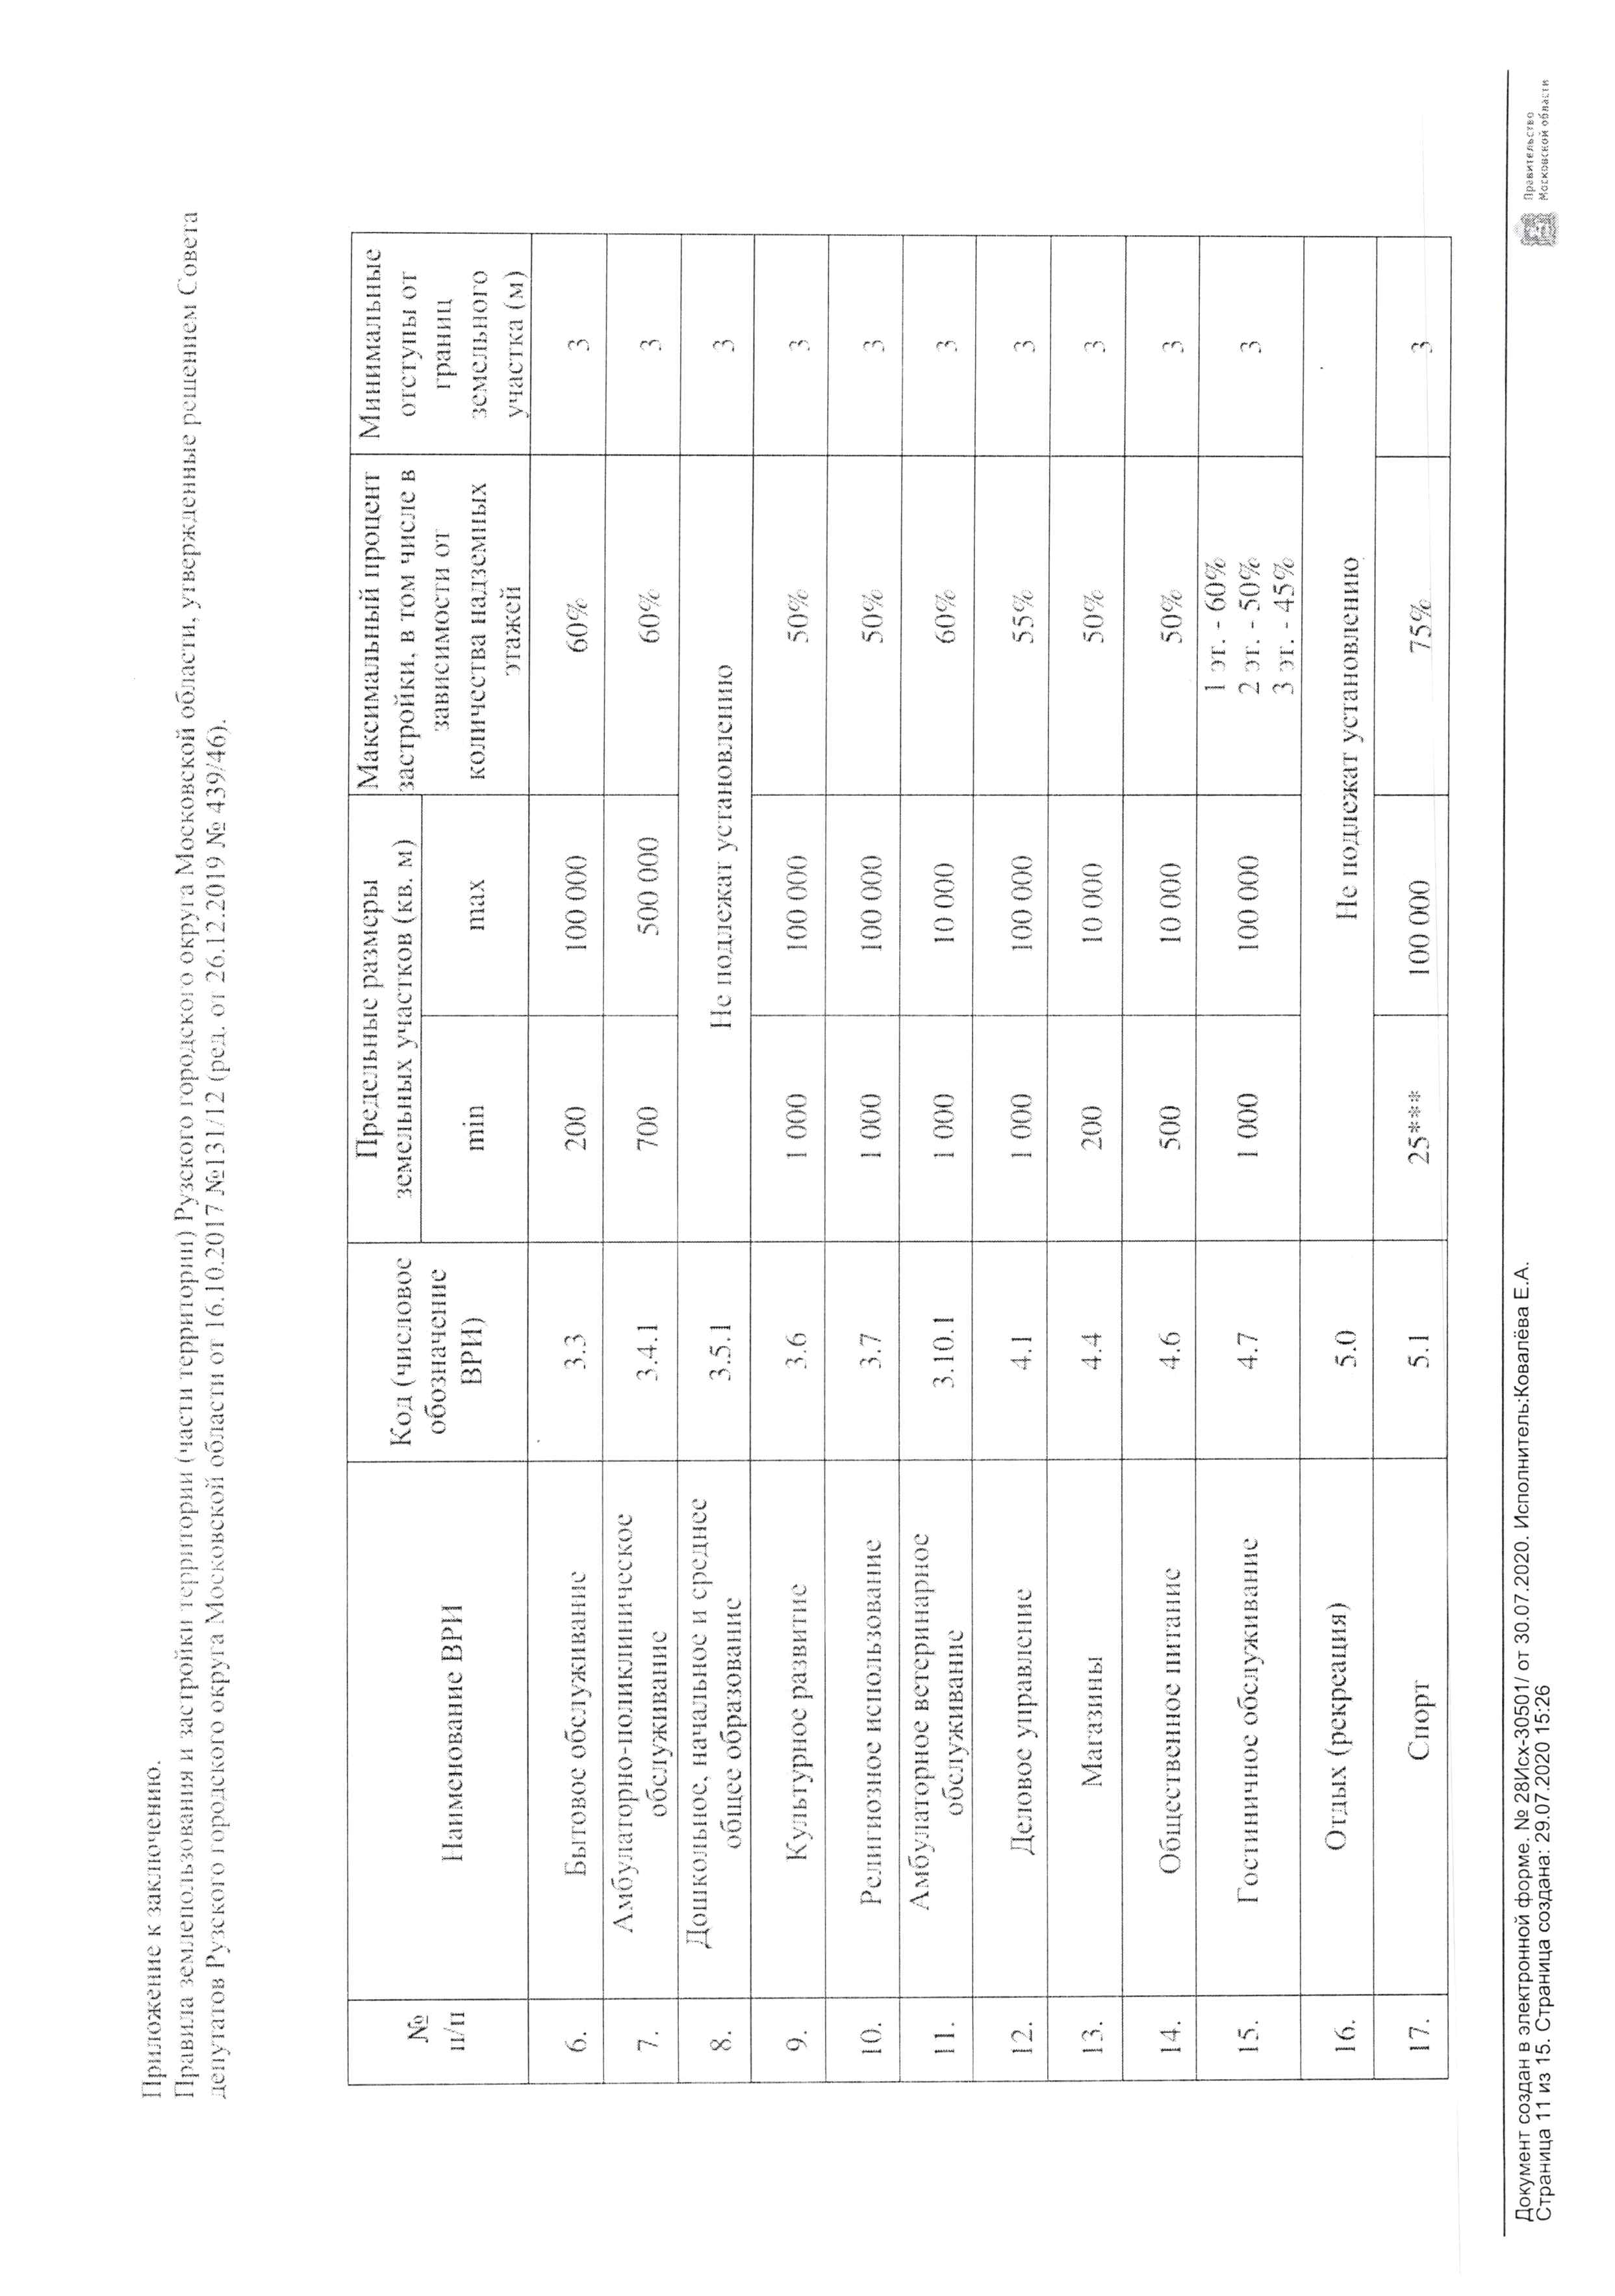 Приложение к заключению.
Правила землепользования и застройки территории (части территории) Рузского городского округа Московской области, утвержденные решением Совета
депутатов Рузского городского округа Московской области от 16.10.2017 №131/12 (ред. от 26.12.2019 № 439/46).
№
п/п
Наименование ВРИ
Код (числовое
обозначение
ВРИ)
Предельные размеры
земельных участков (кв. м)
min
max
Максимальный процент
застройки, в том числе в
зависимости от
количества надземных
этажей
Минимальные
отступы от
границ
земельного
участка (м)
6. Бытовое обслуживание 3.3 200 100 000 60% 3
7. Амбулаторно-поликлиническое
обслуживание 3.4.1 700 500 000 60% 3
8. Дошкольное, начальное и среднее
общее образование 3.5.1 Не подлежат установлению 3
9. Культурное развитие 3.6 1 000 100 000 50% 3
10. Религиозное использование 3.7 1 000 100 000 50% 3
11. Амбулаторное ветеринарное
обслуживание 3.10.1 1 000 10 000 60% 3
12. Деловое управление 4.1 1 000 100 000 55% 3
13. Магазины 4.4 200 10 000 50% 3
14. Общественное питание 4.6 500 10 000 50% 3
15. Гостиничное обслуживание 4.7 1 000 100 000 1 эт. - 60%
2 эт. - 50%
3 эт. - 45% 3
16. Отдых (рекреация) 5.0 Не подлежат установлению
17. Спорт 5.1 25*** 100 000 75% 3
Документ создан в электронной форме. № 28Исх-30501/ от 30.07.2020. Исполнитель:Ковалёва Е.А.
Страница 11 из 15. Страница создана: 29.07.2020 15:26
Правительство
Московской области